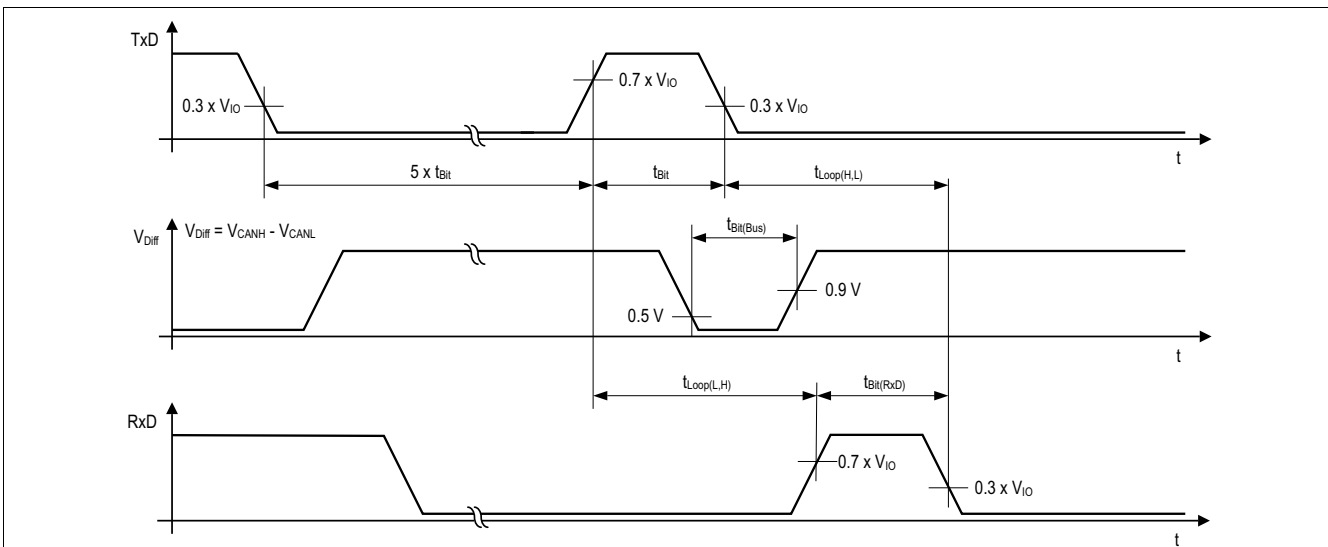 TxD
0.7 x VIO
0.3 x VIO
0.3 x VIO
t
5 x tBit
tBit
tLoop(H,L)
VDiff
VDiff = VCANH - VCANL
tBit(Bus)
0.9 V
0.5 V
t
tLoop(L,H)
tBit(RxD)
RxD
0.7 x VIO
0.3 x VIO
t